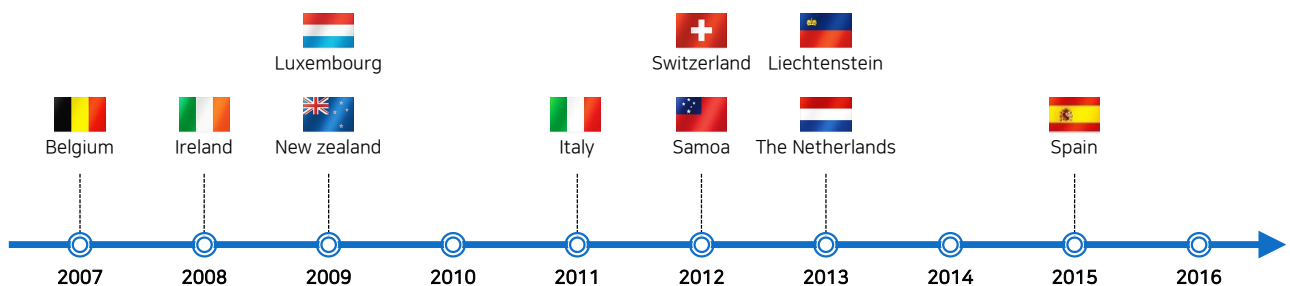 Luxembourg
Switzerland Liechtenstein
Belgium Ireland New zealand Italy Samoa The Netherlands Spain
2007 2008 2009 2010 2011 2012 2013 2014 2015 2016